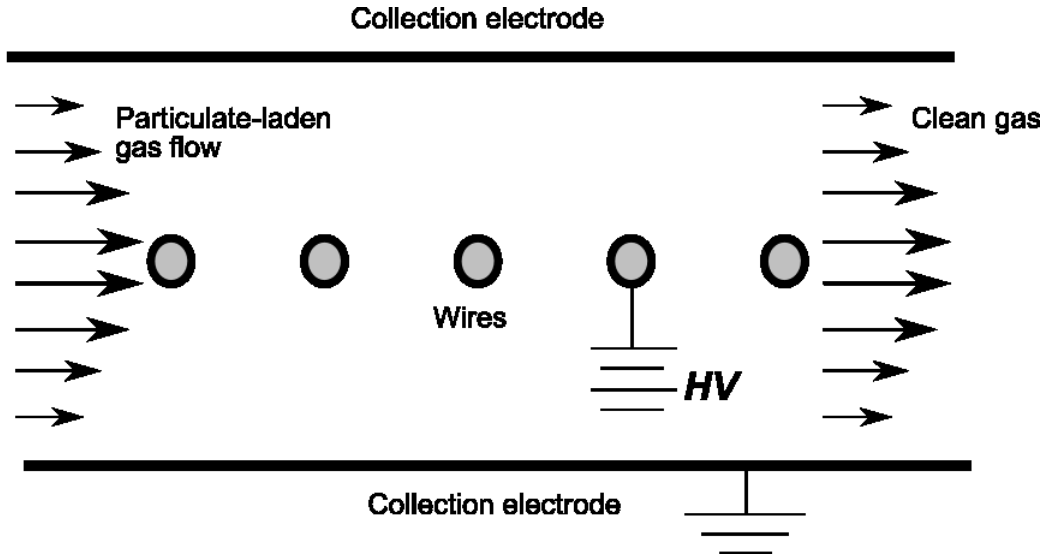 Collection electrode
Particulate-laden
gas flow
Clean gas
Wires
HV
Collection electrode